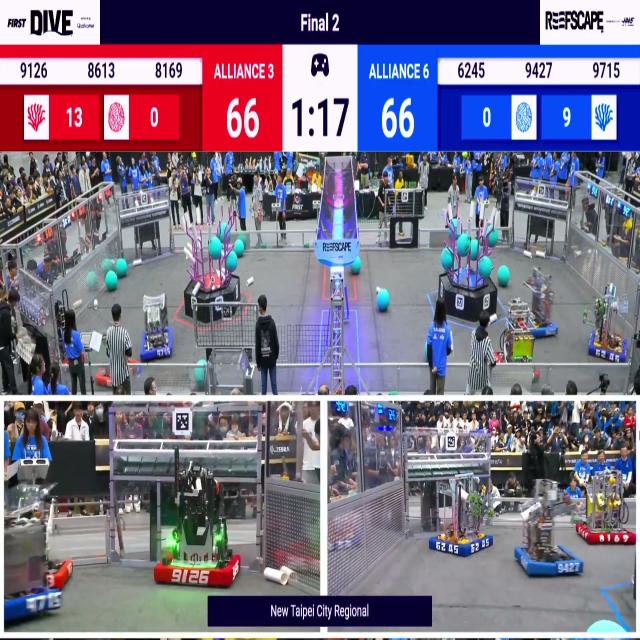 FIRST DIVE
Final 2
REEFSCAPE
9126 8613 8169
ALLIANCE 3
ALLIANCE 6
6245 9427 9715
13 0
66
1:17
66
0 9
REEFSCAPE
9126
6245
9427
8169
New Taipei City Regional